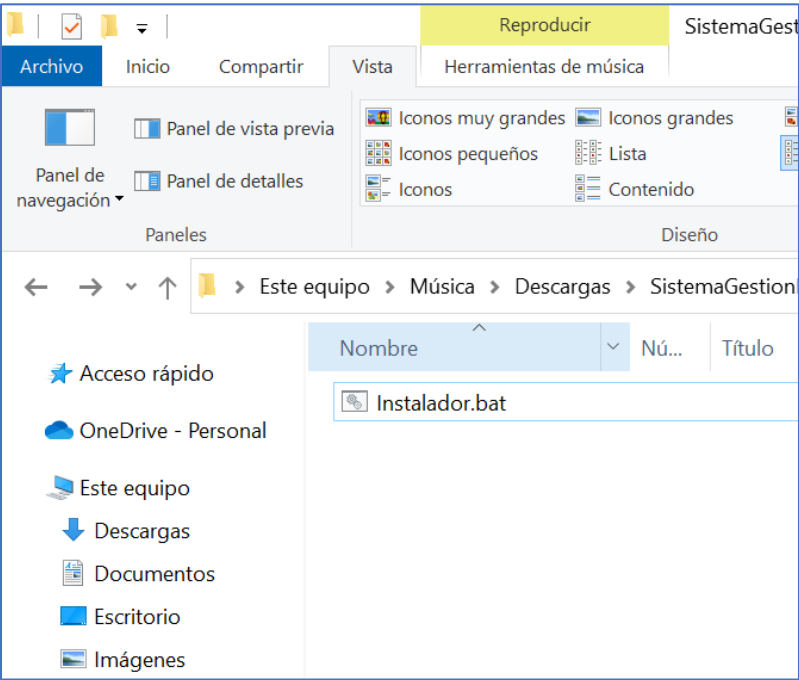 Reproducir SistemaGest
Archivo Inicio Compartir Vista Herramientas de música
Panel de navegación
Panel de vista previa
Panel de detalles
Paneles
Iconos muy grandes Iconos grandes
Iconos pequeños Lista
Iconos Contenido
Diseño
Este equipo > Música > Descargas > SistemaGestion
Nombre Nú... Título
Instalador.bat
Acceso rápido
OneDrive - Personal
Este equipo
Descargas
Documentos
Escritorio
Imágenes